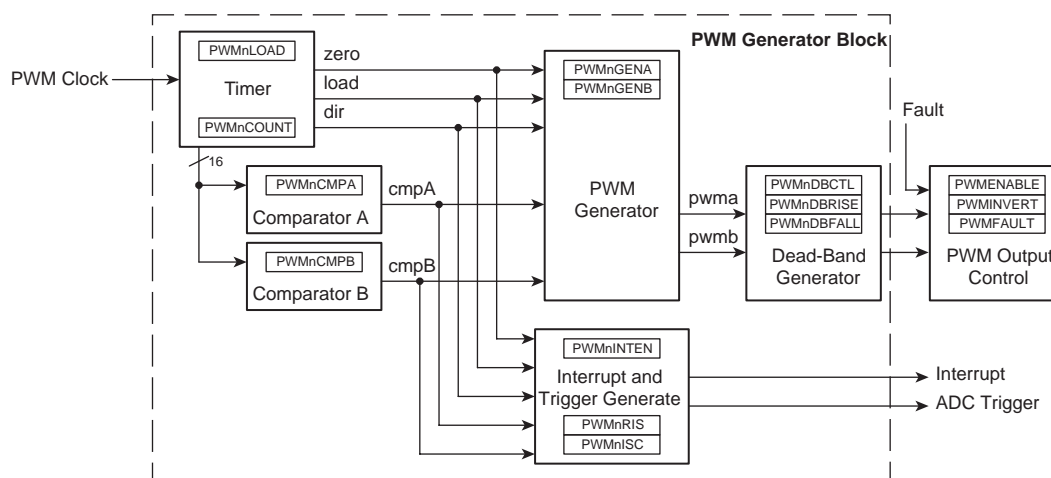 PWM Generator Block
PWM Clock
PWMnLOAD
Timer
PWMnCOUNT
zero
load
dir
16
PWMnCMPA
Comparator A
cmpA
PWMnCMPB
Comparator B
cmpB
PWMnGENA
PWMnGENB
PWM
Generator
pwma
pwmb
PWMnDBCTL
PWMnDBRISE
PWMnDBFALL
Dead-Band
Generator
Fault
PWMENABLE
PWMINVERT
PWMFAULT
PWM Output
Control
PWMnINTEN
Interrupt and
Trigger Generate
PWMnRIS
PWMnISC
Interrupt
ADC Trigger